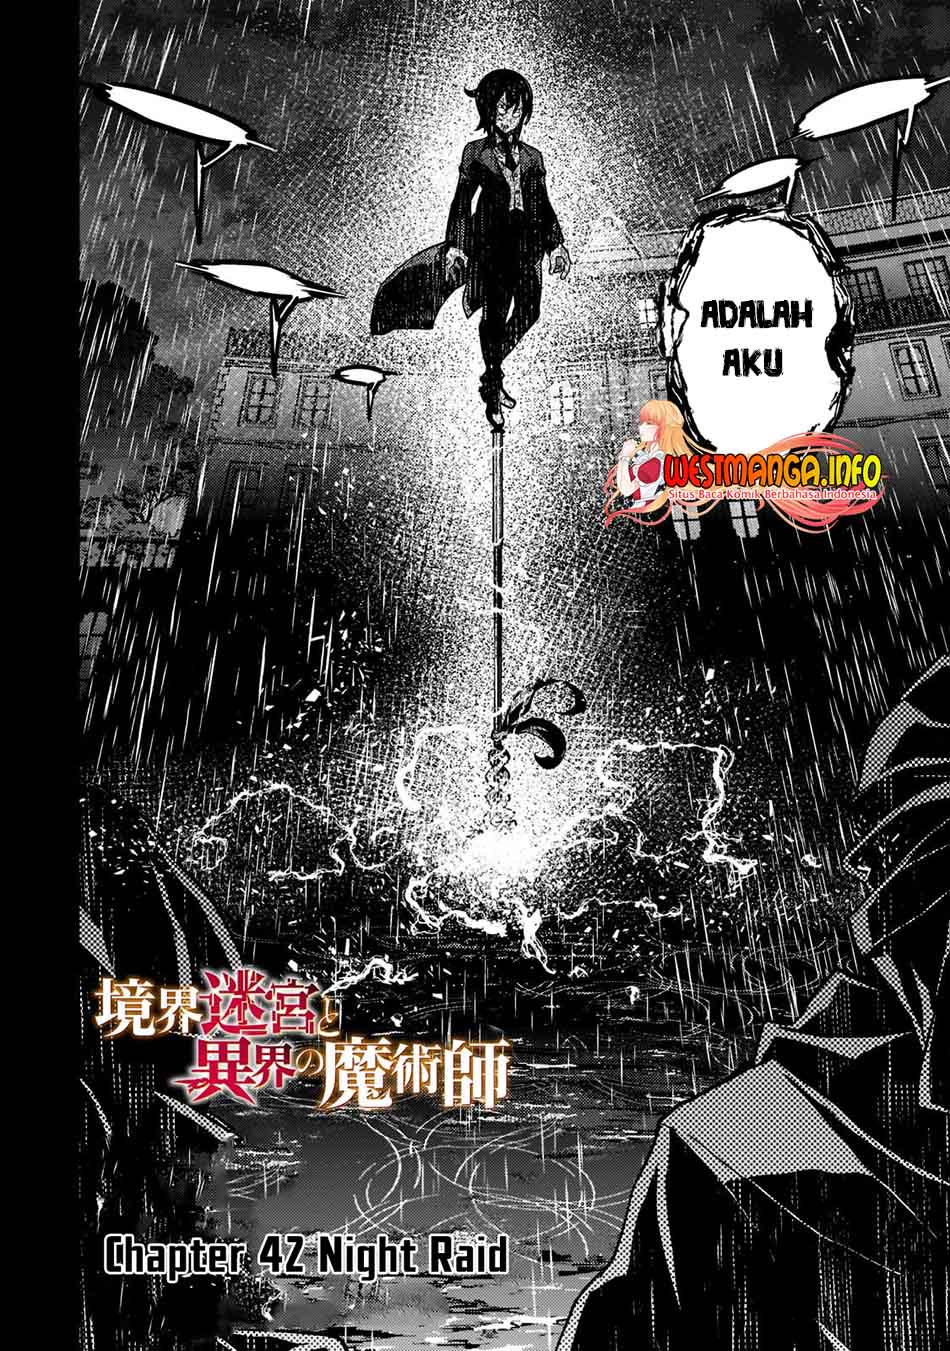 ADALAH
AKU
WESTMANGA.INFO
Situs Baca Komik Berbahasa Indonesia
境界迷宮と
異界の魔術師
Chapter 42 Night Raid